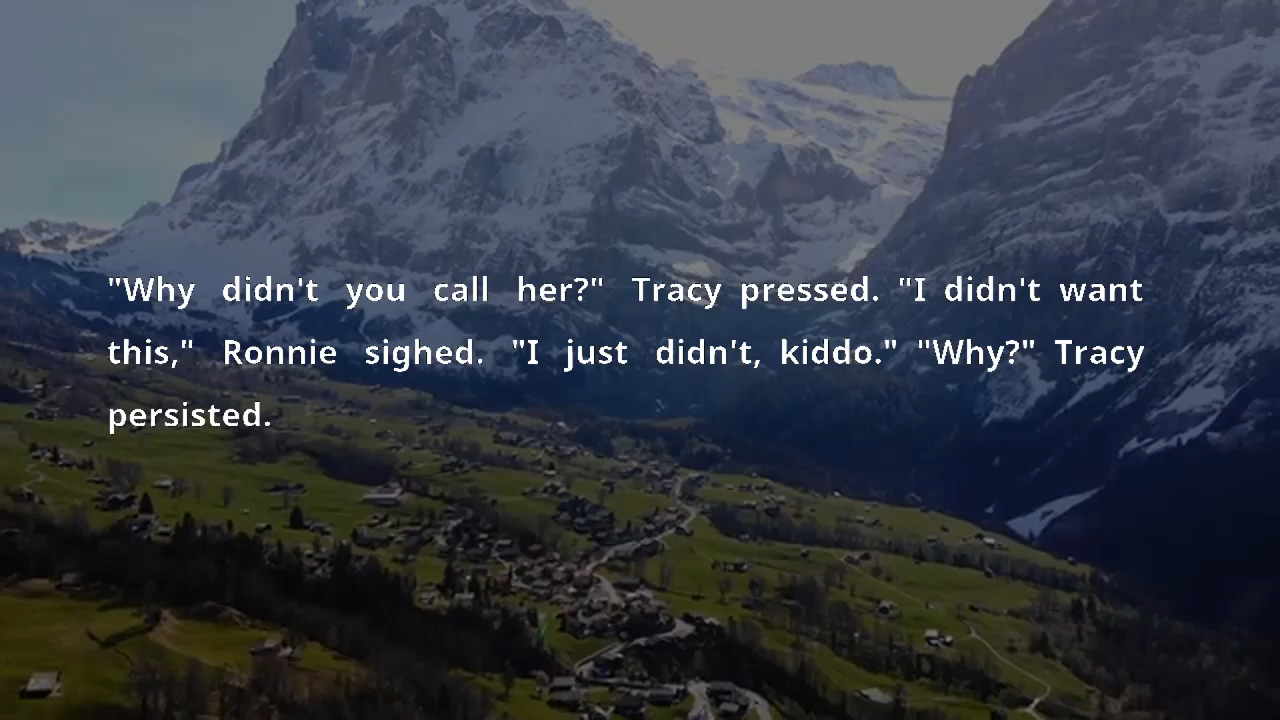 "Why didn't you call her?" Tracy pressed. "I didn't want
this," Ronnie sighed. "I just didn't, kiddo." "Why?" Tracy
persisted.